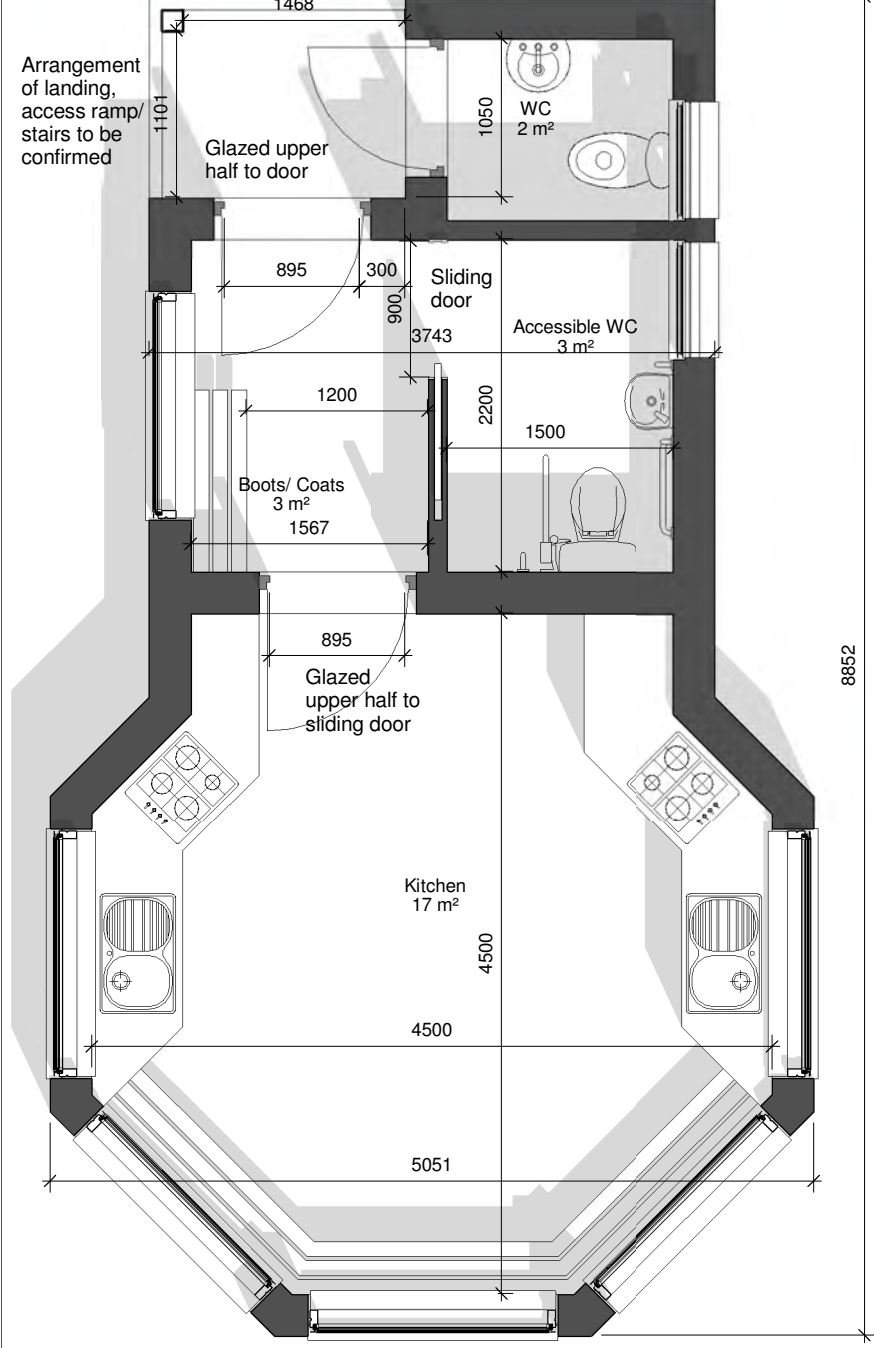 1468
Arrangement
of landing,
access ramp/
stairs to be
confirmed
1101
Glazed upper
half to door
1050
WC
2 m²
895
300
900
Sliding
door
3743
Accessible WC
3 m²
1200
2200
1500
Boots/ Coats
3 m²
1567
895
Glazed
upper half to
sliding door
8852
Kitchen
17 m²
4500
4500
5051